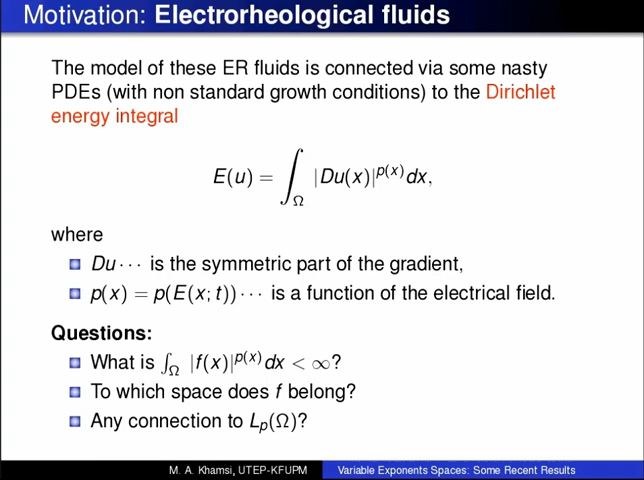 Motivation: Electrorheological fluids
The model of these ER fluids is connected via some nasty
PDEs (with non standard growth conditions) to the Dirichlet
energy integral
E(u) = ∫_Ω |Du(x)|^{p(x)} dx,
where
Du ⋯ is the symmetric part of the gradient,
p(x) = p(E(x; t)) ⋯ is a function of the electrical field.
Questions:
What is ∫_Ω |f(x)|^{p(x)} dx < ∞?
To which space does f belong?
Any connection to L_p(Ω)?
M. A. Khamsi, UTEP-KFUPM Variable Exponents Spaces: Some Recent Results